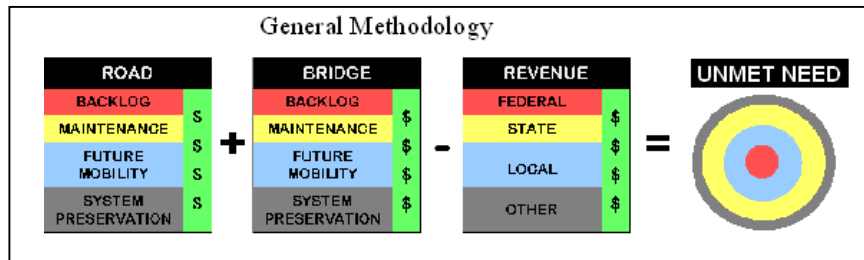 General Methodology
ROAD
BACKLOG
MAINTENANCE
FUTURE
MOBILITY
SYSTEM
PRESERVATION
$
$
$
$
+
BRIDGE
BACKLOG
MAINTENANCE
FUTURE
MOBILITY
SYSTEM
PRESERVATION
$
$
$
$
-
REVENUE
FEDERAL
STATE
LOCAL
OTHER
$
$
$
$
=
UNMET NEED